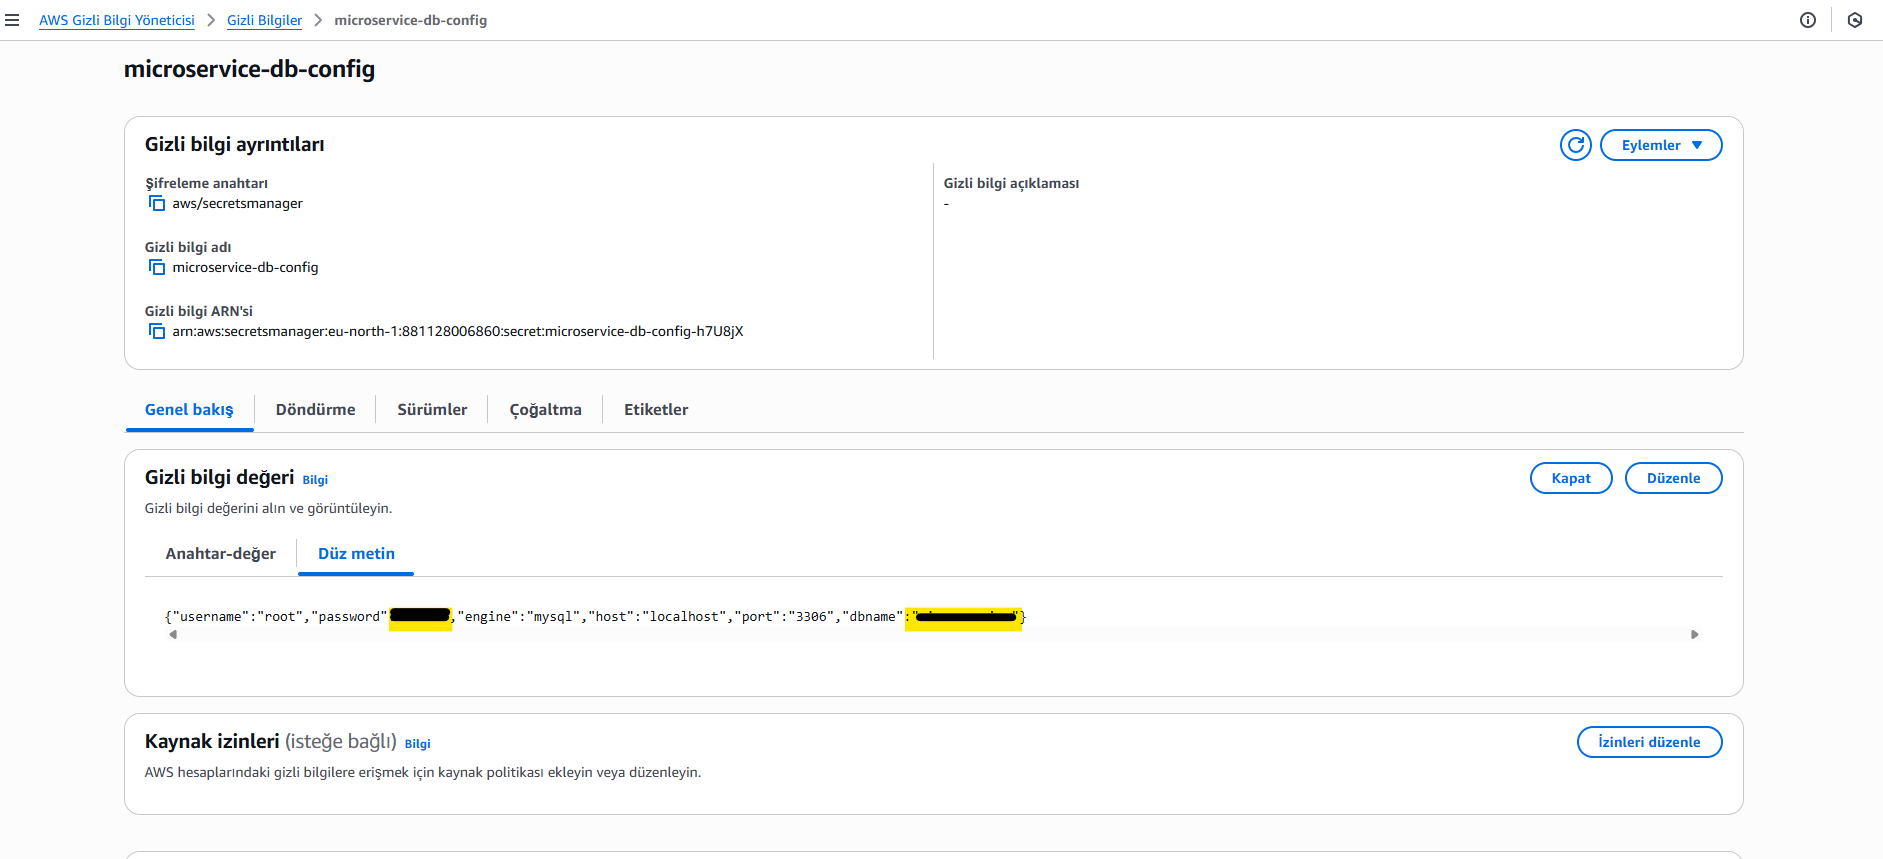 AWS Gizli Bilgi Yöneticisi > Gizli Bilgiler > microservice-db-config
microservice-db-config
Gizli bilgi ayrıntıları
Eylemler
Şifreleme anahtarı
aws/secretsmanager
Gizli bilgi açıklaması
-
Gizli bilgi adı
microservice-db-config
Gizli bilgi ARN'si
arn:aws:secretsmanager:eu-north-1:881128006860:secret:microservice-db-config-h7U8jX
Genel bakış
Döndürme
Sürümler
Çoğaltma
Etiketler
Gizli bilgi değeri Bilgi
Kapat
Düzenle
Gizli bilgi değerini alın ve görüntüleyin.
Anahtar-değer
Düz metin
{"username":"root","password" ,"engine":"mysql","host":"localhost","port":"3306","dbname":" "}
Kaynak izinleri (isteğe bağlı) Bilgi
İzinleri düzenle
AWS hesaplarındaki gizli bilgilere erişmek için kaynak politikası ekleyin veya düzenleyin.